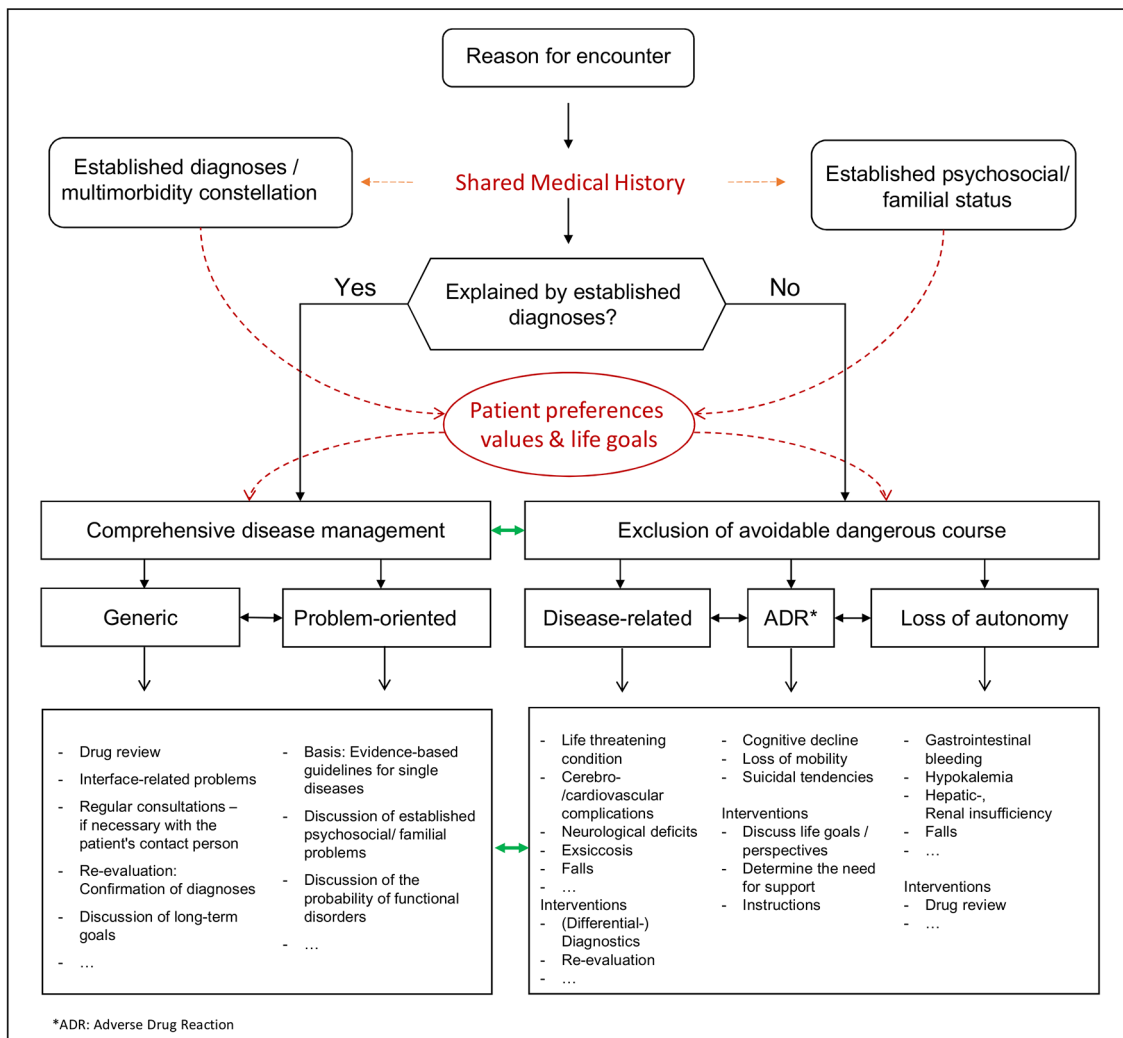 Reason for encounter
Established diagnoses /
multimorbidity constellation
Shared Medical History
Established psychosocial/
familial status
Yes
Explained by established
diagnoses?
No
Patient preferences
values & life goals
Comprehensive disease management
Exclusion of avoidable dangerous course
Generic
Problem-oriented
Disease-related
ADR*
Loss of autonomy
- Drug review
- Interface-related problems
- Regular consultations –
if necessary with the
patient's contact person
- Re-evaluation:
Confirmation of diagnoses
- Discussion of long-term
goals
- …
- Basis: Evidence-based
guidelines for single
diseases
- Discussion of established
psychosocial/ familial
problems
- Discussion of the
probability of functional
disorders
- …
- Life threatening
condition
- Cerebro-
/cardiovascular
complications
- Neurological deficits
- Exsiccosis
- Falls
- …
Interventions
- (Differential-)
Diagnostics
- Re-evaluation
- …
- Cognitive decline
- Loss of mobility
- Suicidal tendencies
Interventions
- Discuss life goals /
perspectives
- Determine the need
for support
- Instructions
- Gastrointestinal
bleeding
- Hypokalemia
- Hepatic-,
Renal insufficiency
- Falls
- …
Interventions
- Drug review
- …
*ADR: Adverse Drug Reaction